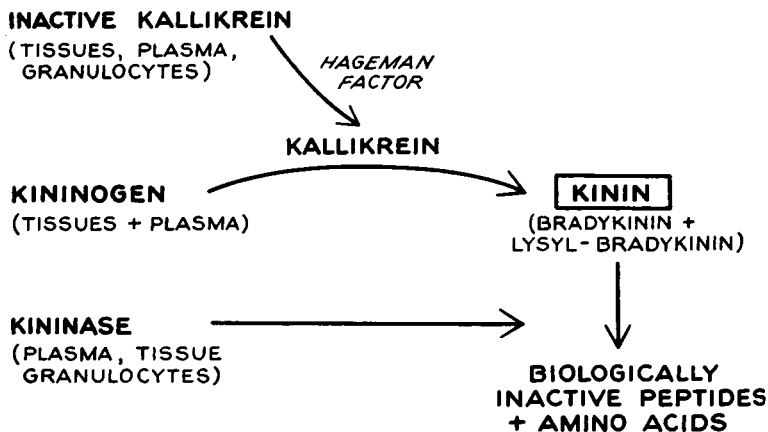 INACTIVE KALLIKREIN
(TISSUES, PLASMA,
GRANULOCYTES)
HAGEMAN
FACTOR
KALLIKREIN
KININOGEN
(TISSUES + PLASMA)
KININ
(BRADYKININ +
LYSYL-BRADYKININ)
KININASE
(PLASMA, TISSUE
GRANULOCYTES)
BIOLOGICALLY
INACTIVE PEPTIDES
+ AMINO ACIDS